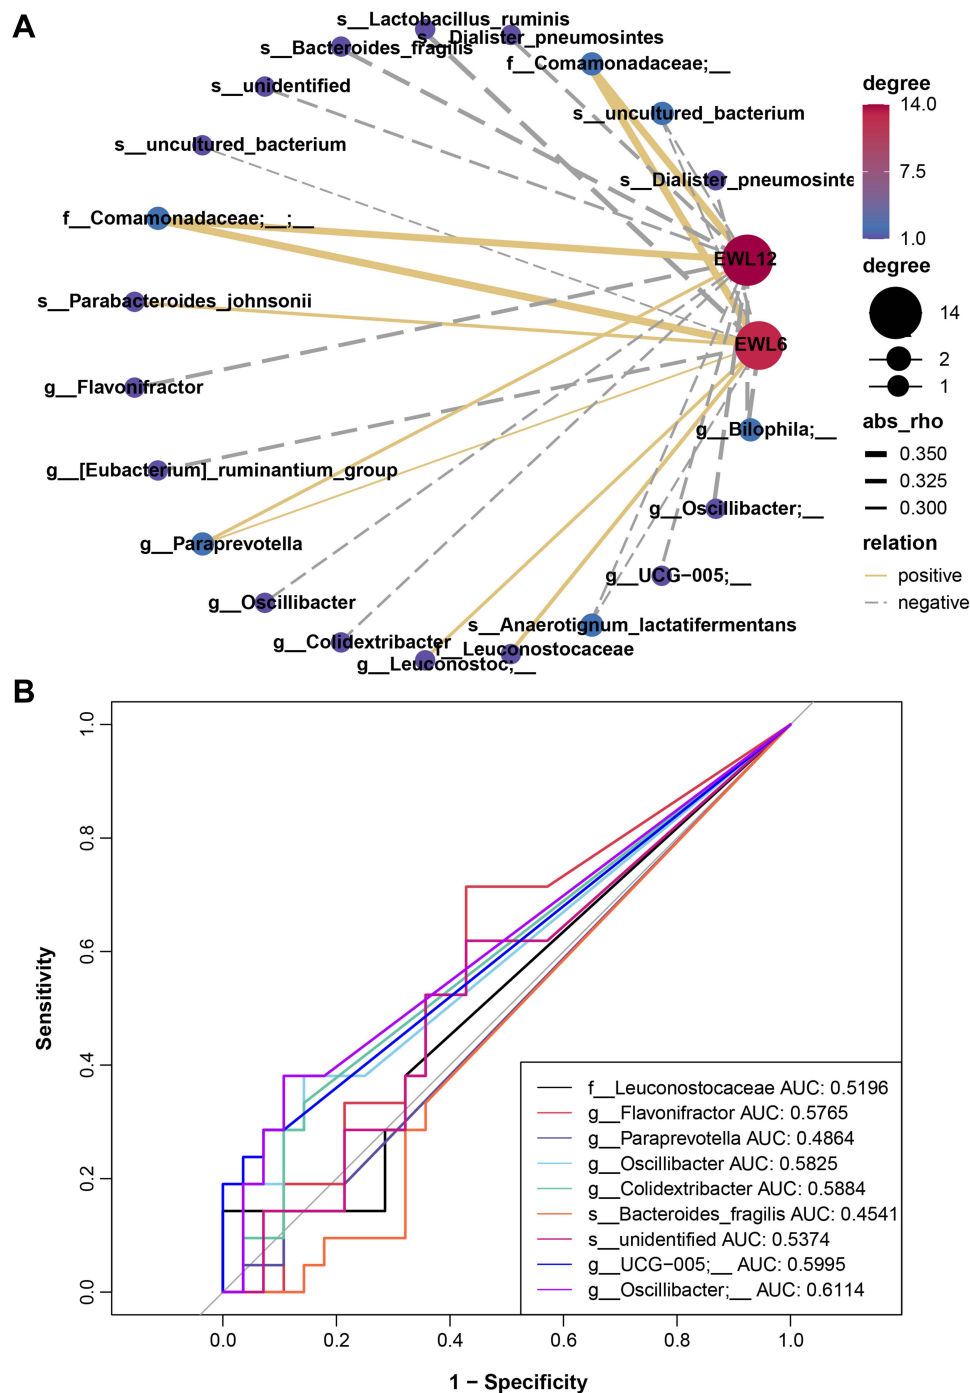 A
s__Lactobacillus_ruminis
s__Dialister_pneumosintes
s__Bacteroides_fragilis
f__Comamonadaceae;__
s__unidentified
s__uncultured_bacterium
s__uncultured_bacterium
s__Dialister_pneumosinte
f__Comamonadaceae;__;__
EWL12
s__Parabacteroides_johnsonii
EWL6
g__Flavonifractor
g__Bilophila;__
g__[Eubacterium]_ruminantium_group
g__Oscillibacter;__
g__Paraprevotella
g__UCG−005;__
g__Oscillibacter
s__Anaerotignum_lactatifermentans
g__Colidextribacter
f__Leuconostocaceae
g__Leuconostoc;__
degree
14.0
7.5
1.0
degree
14
2
1
abs_rho
0.350
0.325
0.300
relation
positive
negative
B
Sensitivity
1.0
0.8
0.6
0.4
0.2
0.0
f__Leuconostocaceae AUC: 0.5196
g__Flavonifractor AUC: 0.5765
g__Paraprevotella AUC: 0.4864
g__Oscillibacter AUC: 0.5825
g__Colidextribacter AUC: 0.5884
s__Bacteroides_fragilis AUC: 0.4541
s__unidentified AUC: 0.5374
g__UCG−005;__ AUC: 0.5995
g__Oscillibacter;__ AUC: 0.6114
0.0 0.2 0.4 0.6 0.8 1.0
1 − Specificity